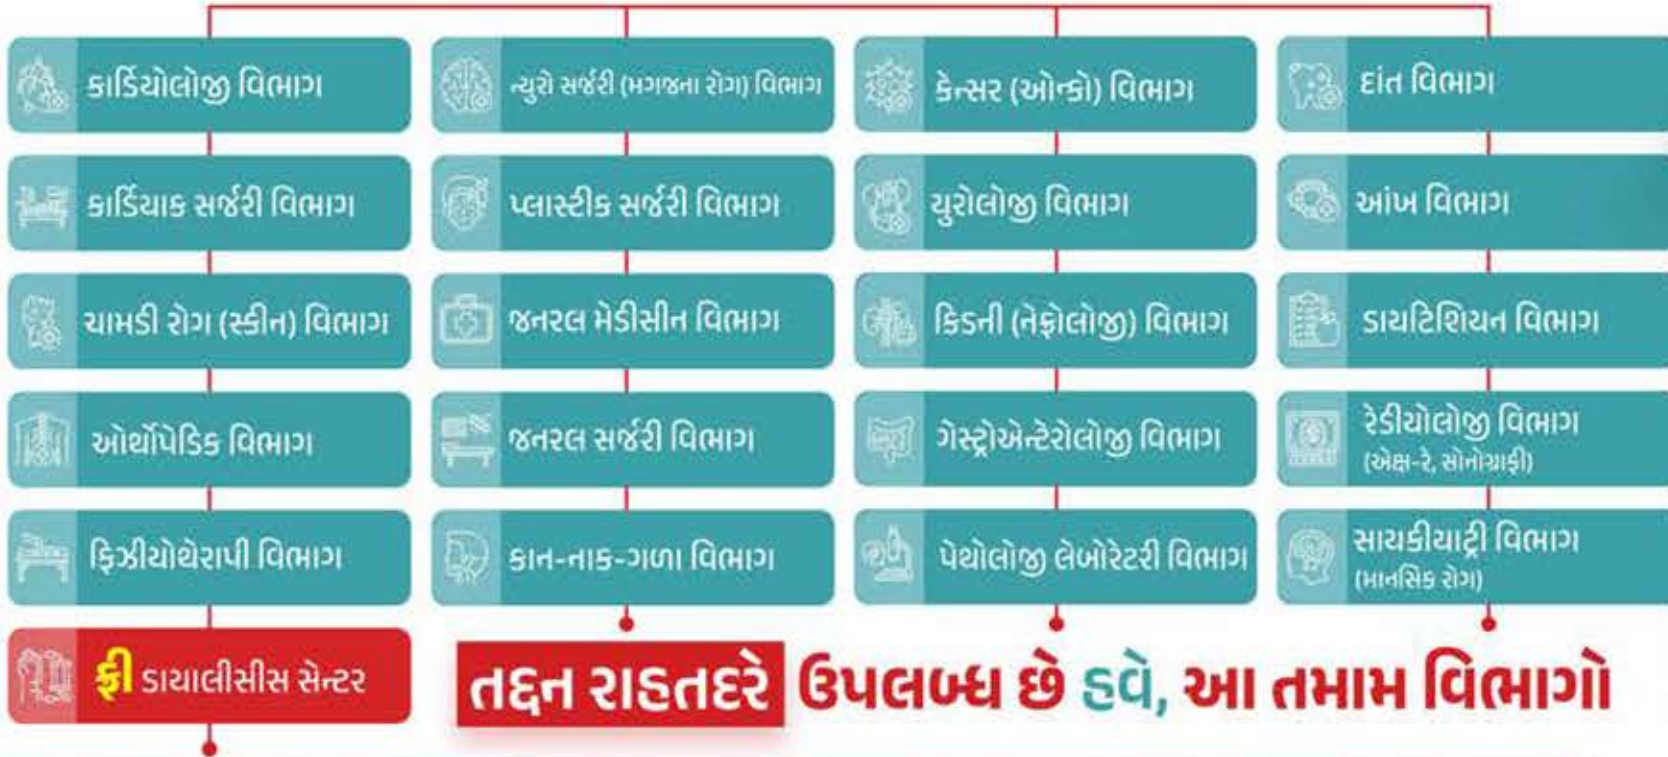 કાર્ડિયોલોજી વિભાગ
ન્યુરો સર્જરી (મગજના રોગ) વિભાગ
કેન્સર (ઓન્કો) વિભાગ
દાંત વિભાગ
કાર્ડિયાક સર્જરી વિભાગ
પ્લાસ્ટીક સર્જરી વિભાગ
યુરોલોજી વિભાગ
આંખ વિભાગ
ચામડી રોગ (સ્કીન) વિભાગ
જનરલ મેડીસીન વિભાગ
કિડની (નેફ્રોલોજી) વિભાગ
ડાયટિશિયન વિભાગ
ઓર્થોપેડિક વિભાગ
જનરલ સર્જરી વિભાગ
ગેસ્ટ્રોએન્ટેરોલોજી વિભાગ
રેડીયોલોજી વિભાગ
(એક્ષ-રે, સોનોગ્રાફી)
ફિઝીયોથેરાપી વિભાગ
કાન-નાક-ગળા વિભાગ
પેથોલોજી લેબોરેટરી વિભાગ
સાયકીયાટ્રી વિભાગ
(માનસિક રોગ)
ફ્રી ડાયાલીસીસ સેન્ટર
તદ્દન રાહતદરે ઉપલબ્ધ છે હવે, આ તમામ વિભાગો